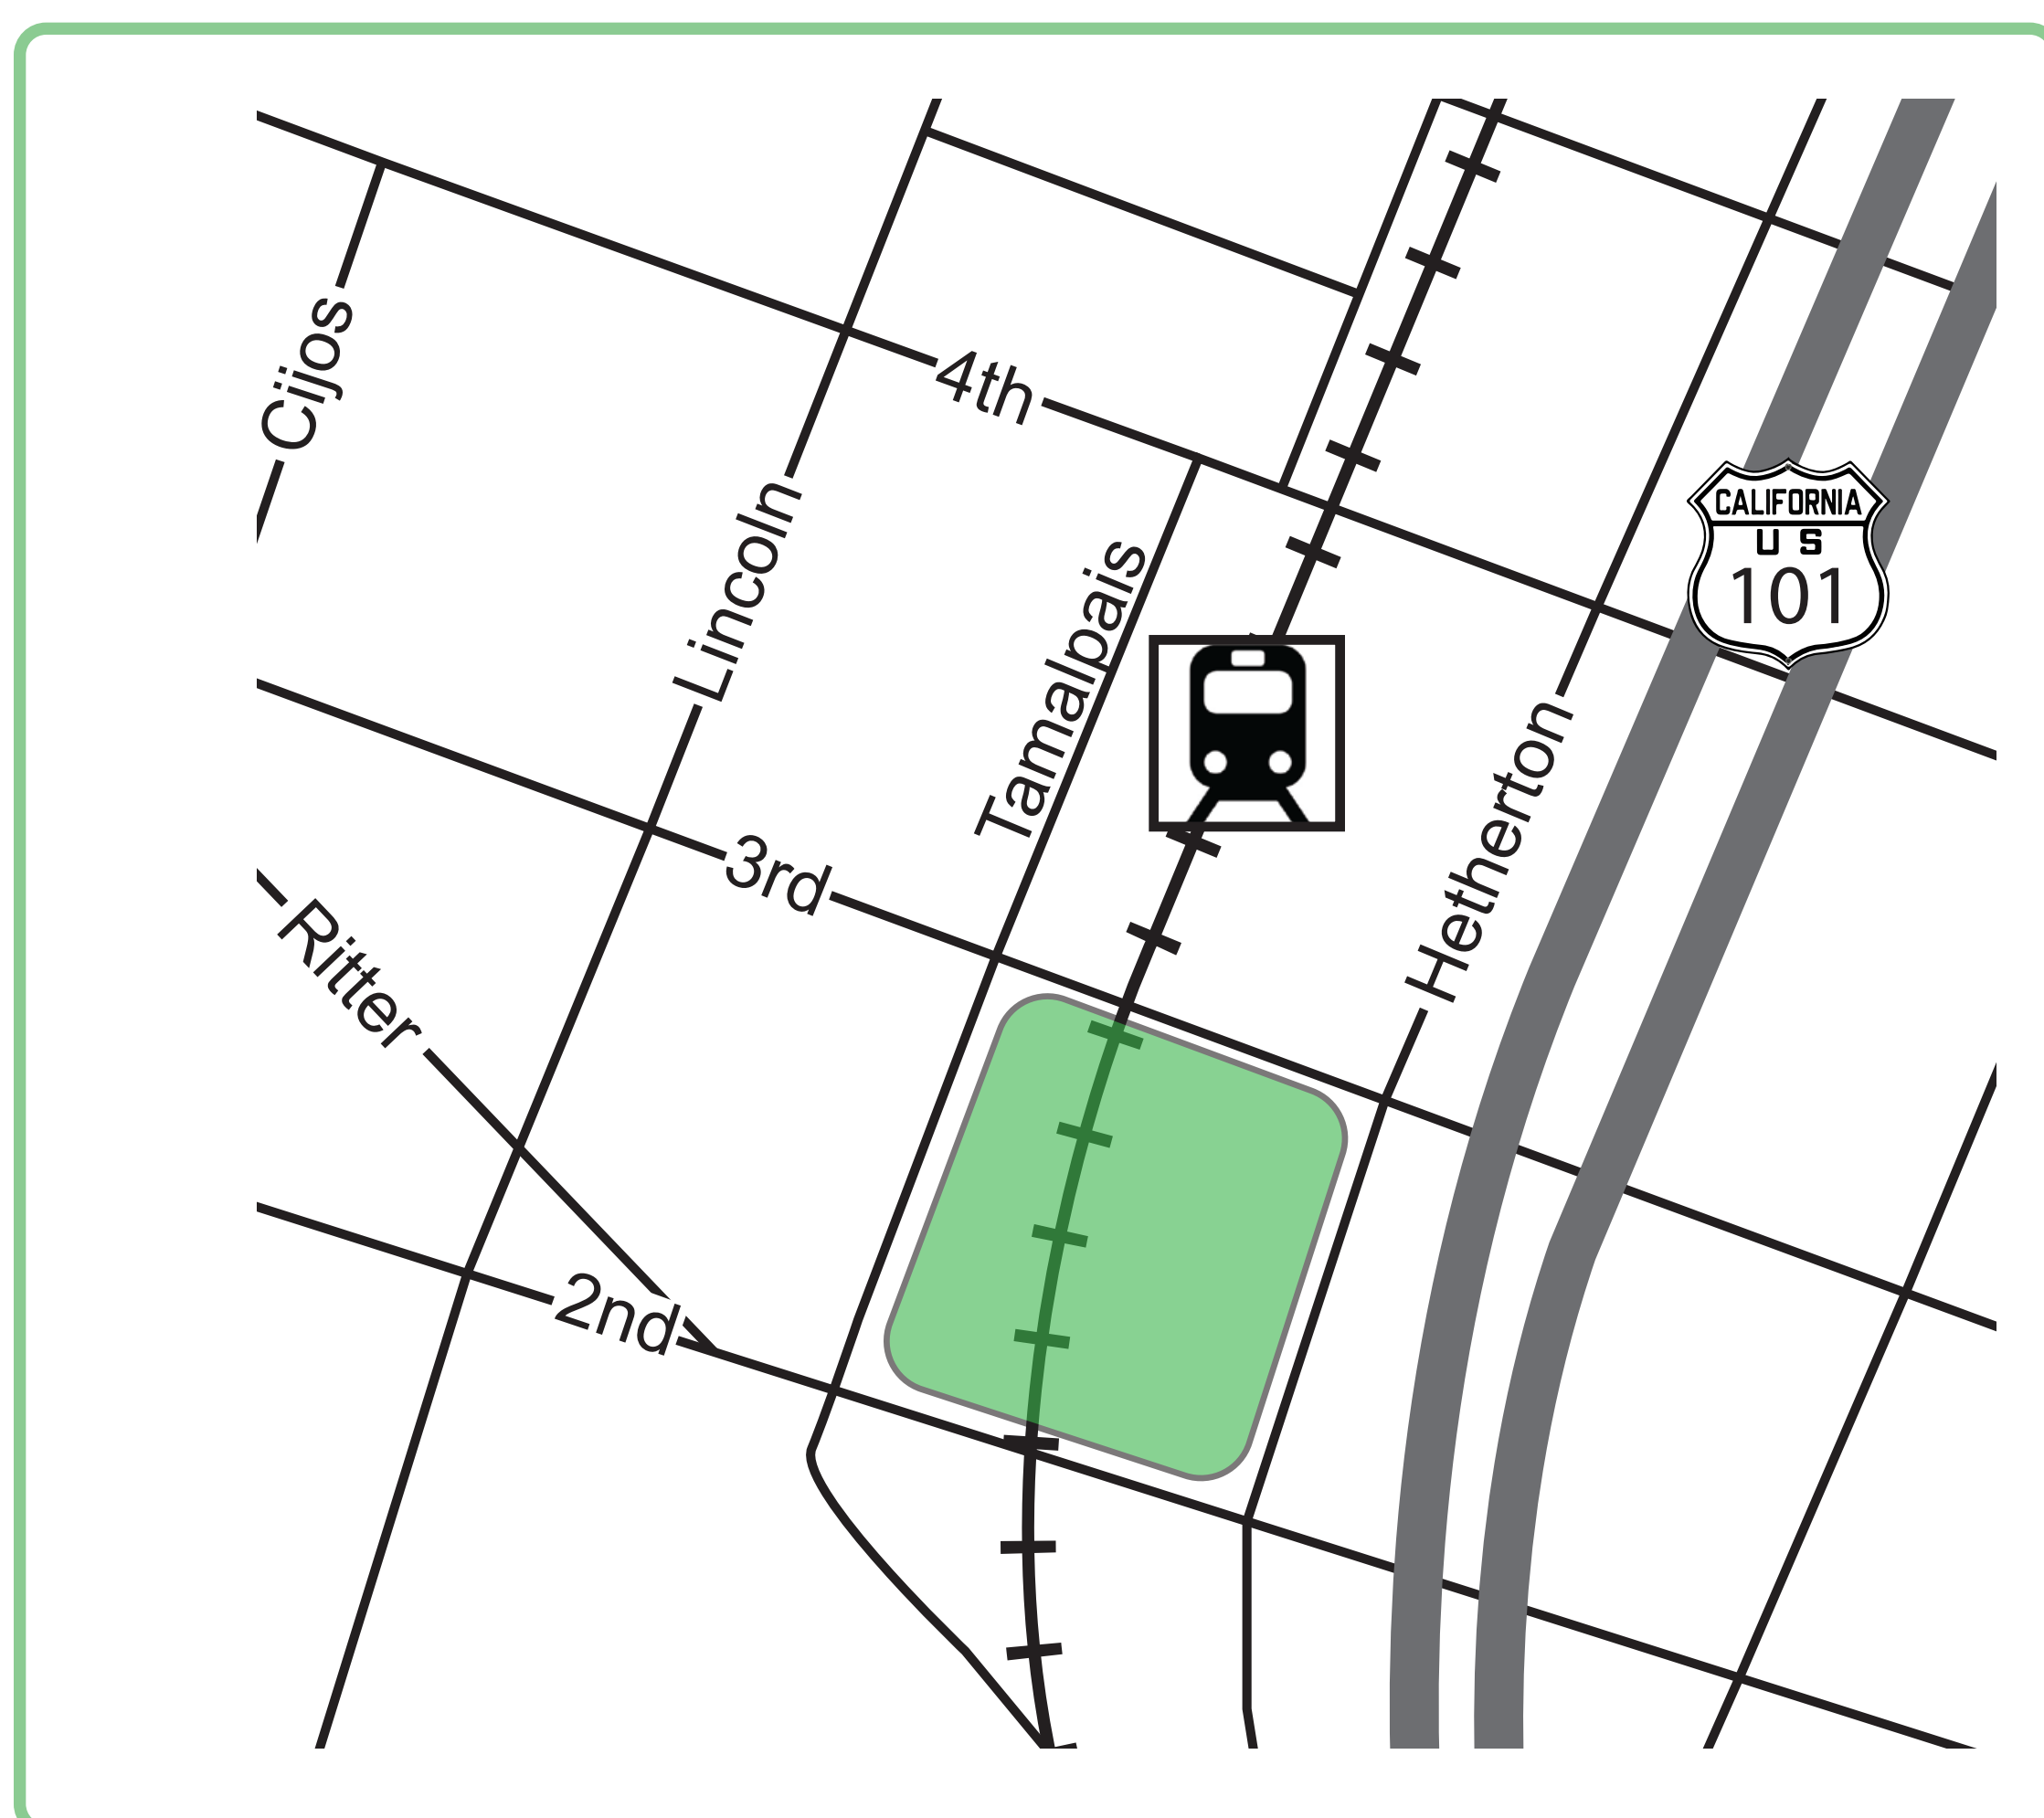 Cijos
4th
Lincoln
Tamalpais
CALIFORNIA
U S
101
Hetherton
3rd
Ritter
2nd